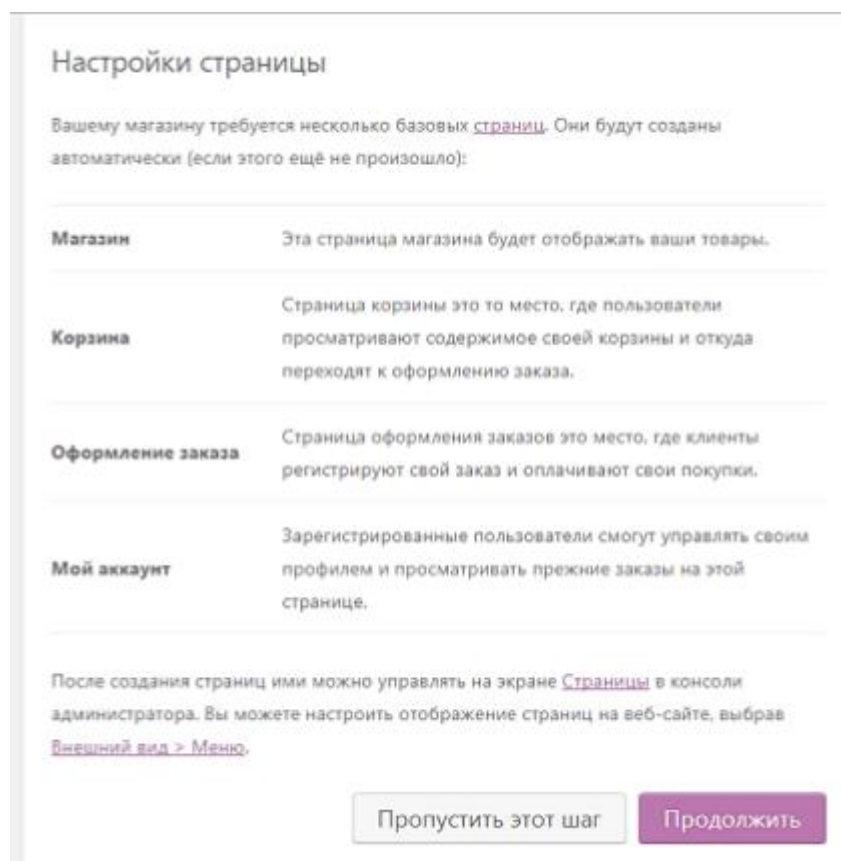 Настройки страницы
Вашему магазину требуется несколько базовых страниц. Они будут созданы
автоматически (если этого ещё не произошло):
Магазин
Эта страница магазина будет отображать ваши товары.
Корзина
Страница корзины это то место, где пользователи
просматривают содержимое своей корзины и откуда
переходят к оформлению заказа.
Оформление заказа
Страница оформления заказов это место, где клиенты
регистрируют свой заказ и оплачивают свои покупки.
Мой аккаунт
Зарегистрированные пользователи смогут управлять своим
профилем и просматривать прежние заказы на этой
странице.
После создания страниц ими можно управлять на экране Страницы в консоли
администратора. Вы можете настроить отображение страниц на веб-сайте, выбрав
Внешний вид > Меню.
Пропустить этот шаг
Продолжить